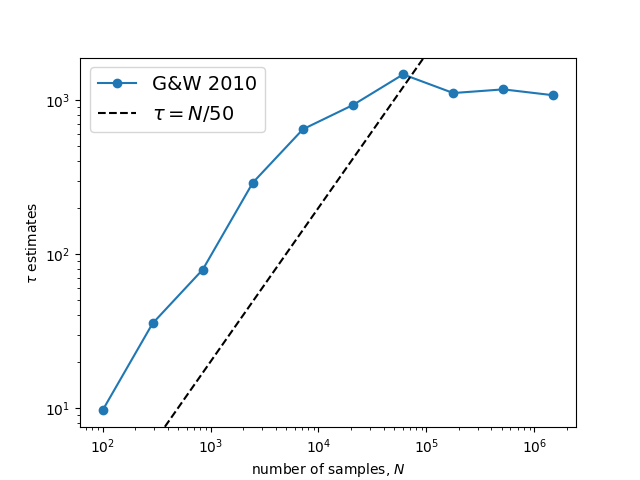 G&W 2010
τ = N/50
10³
10²
10¹
τ estimates
10² 10³ 10⁴ 10⁵ 10⁶
number of samples, N